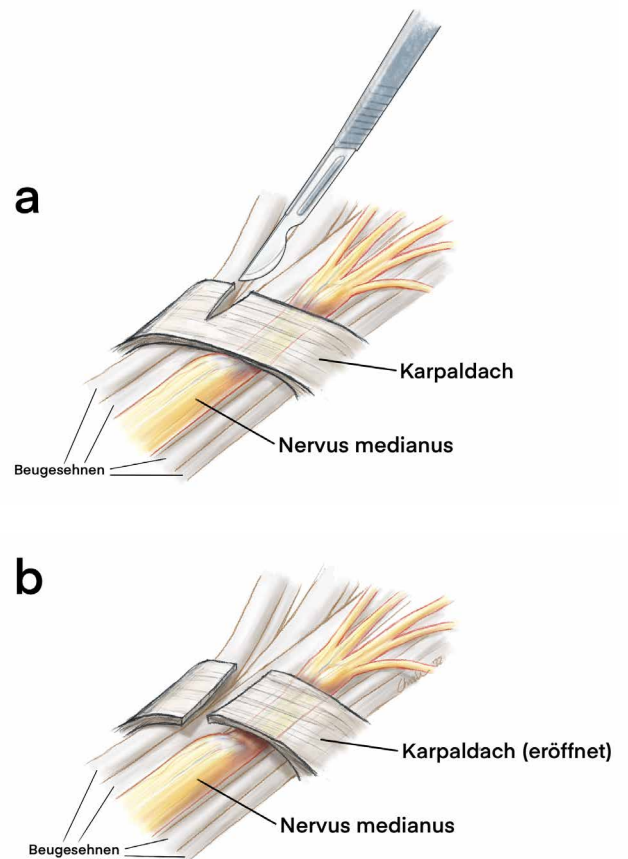 a
Karpaldach
Nervus medianus
Beugesehnen
b
Karpaldach (eröffnet)
Nervus medianus
Beugesehnen